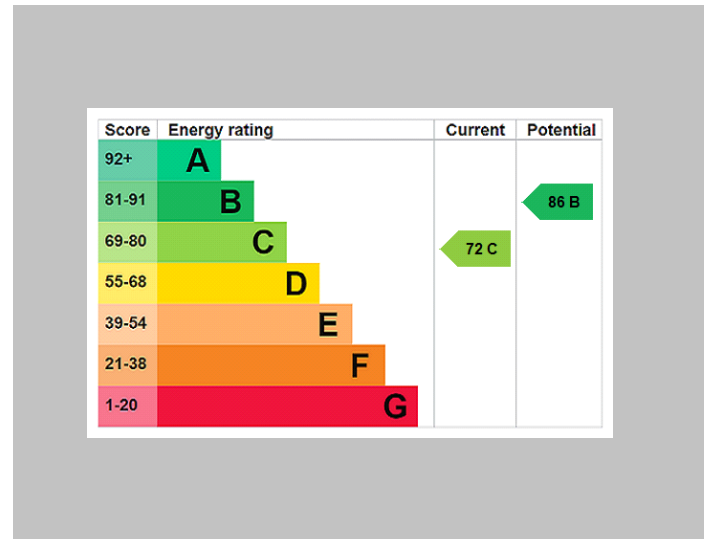 Score Energy rating Current Potential
92+ A
81-91 B 86 B
69-80 C 72 C
55-68 D
39-54 E
21-38 F
1-20 G